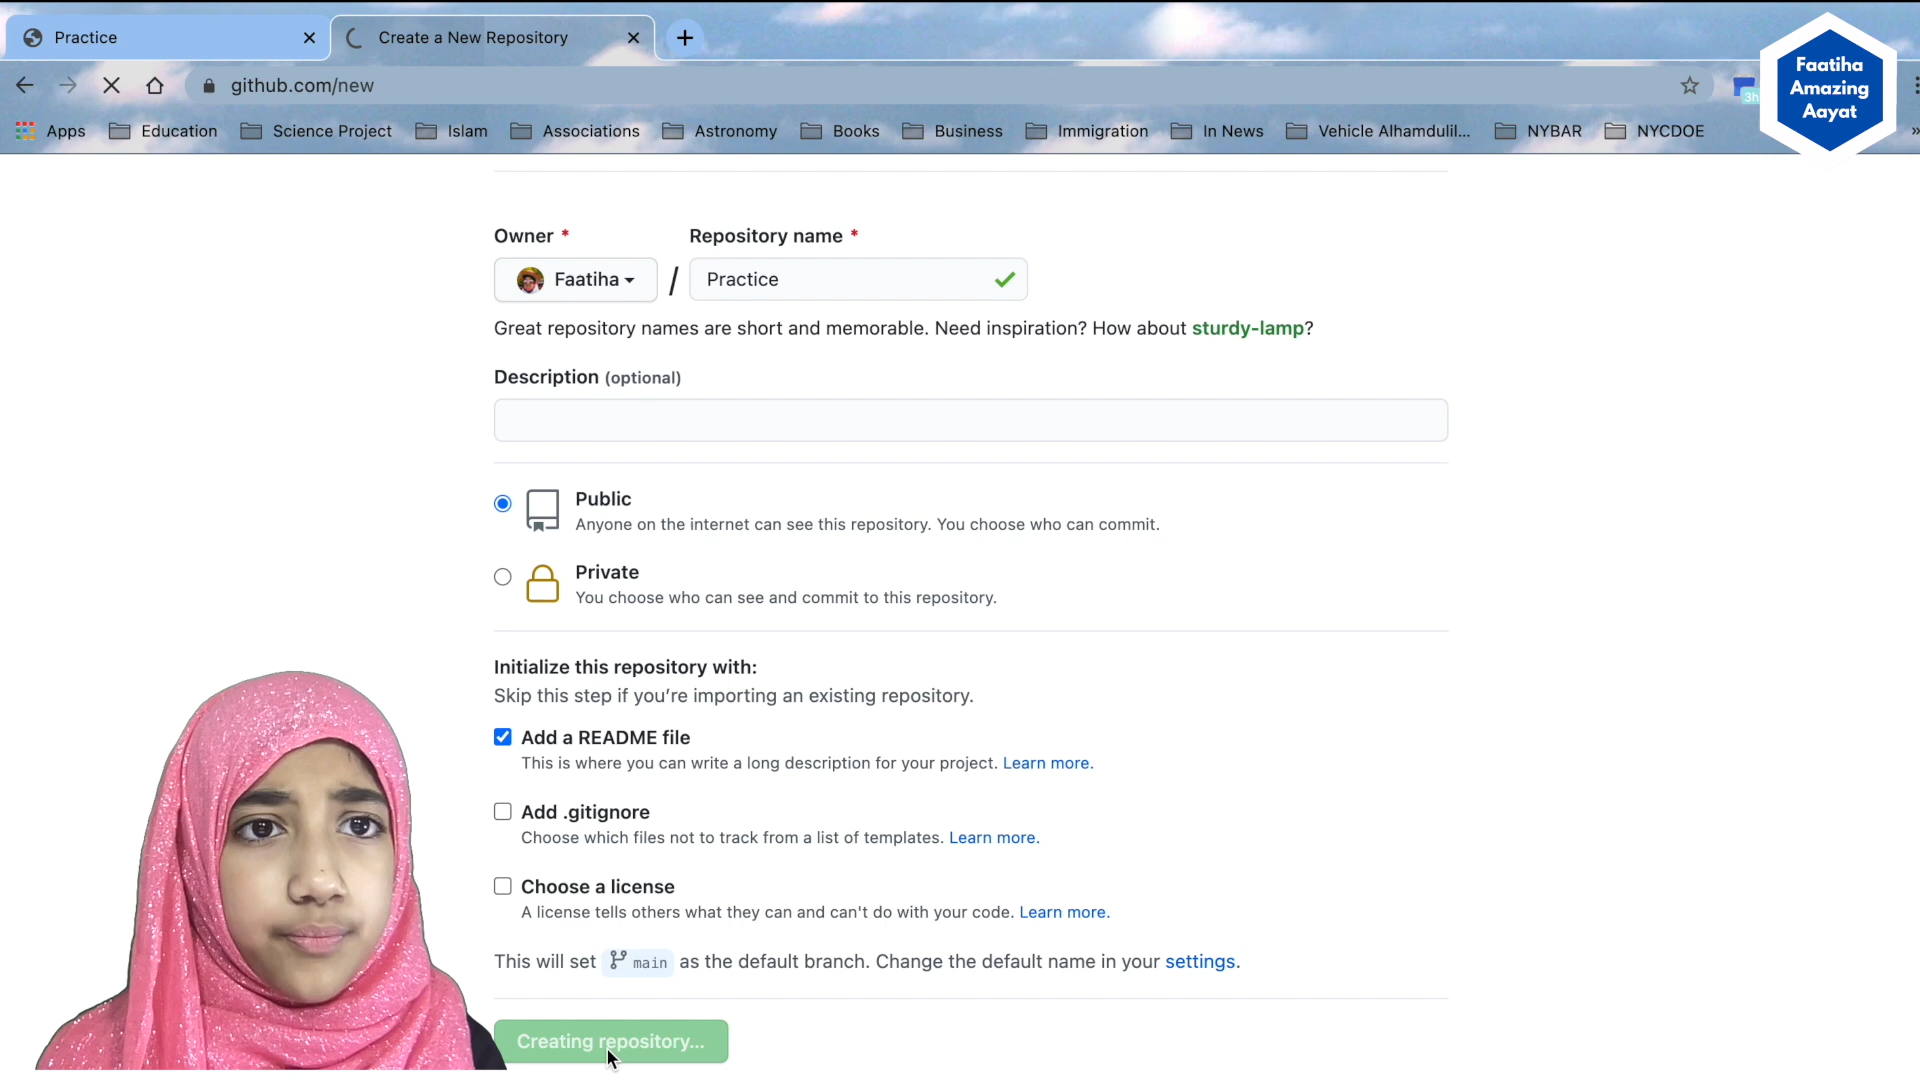 Practice
Create a New Repository
github.com/new
3h
Faatiha
Amazing
Aayat
Apps Education Science Project Islam Associations Astronomy Books Business Immigration In News Vehicle Alhamdulil... NYBAR NYCDOE »
Owner * Repository name *
Faatiha / Practice
Great repository names are short and memorable. Need inspiration? How about sturdy-lamp?
Description (optional)
Public
Anyone on the internet can see this repository. You choose who can commit.
Private
You choose who can see and commit to this repository.
Initialize this repository with:
Skip this step if you’re importing an existing repository.
Add a README file
This is where you can write a long description for your project. Learn more.
Add .gitignore
Choose which files not to track from a list of templates. Learn more.
Choose a license
A license tells others what they can and can't do with your code. Learn more.
This will set main as the default branch. Change the default name in your settings.
Creating repository...